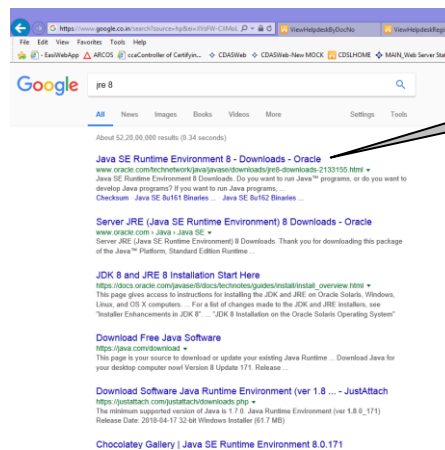 https://www.google.co.in/search?source=hp&ei=
ViewHelpdeskByDocNo
ViewHelpdeskRegi
File Edit View Favorites Tools Help
EasiWebApp ARCOS ccaController of Certifyin... CDASWeb CDASWeb-New MOCK CDSLHOME MAIN_Web Server Stat
Google
jre 8
All News Images Books Videos More Settings Tools
About 52,20,00,000 results (0.34 seconds)
Java SE Runtime Environment 8 - Downloads - Oracle
www.oracle.com/technetwork/java/javase/downloads/jre8-downloads-2133155.html
Java SE Runtime Environment 8 Downloads. Do you want to run Java™ programs, or do you want to
develop Java programs? If you want to run Java programs, ...
Checksum · Java SE 8u161 Binaries ... · Java SE 8u162 Binaries ...
Server JRE (Java SE Runtime Environment) 8 Downloads - Oracle
www.oracle.com › Java › Java SE
Server JRE (Java SE Runtime Environment) 8 Downloads. Thank you for downloading this package
of the Java™ Platform, Standard Edition Runtime ...
JDK 8 and JRE 8 Installation Start Here
https://docs.oracle.com/javase/8/docs/technotes/guides/install/install_overview.html
This page gives access to instructions for installing the JDK and JRE on Oracle Solaris, Windows,
Linux, and OS X computers. ... For a list of changes made to the JDK and JRE installers, see
"Installer Enhancements in JDK 8". ... "JDK 8 Installation on the Oracle Solaris Operating System"
Download Free Java Software
https://java.com/download
This page is your source to download or update your existing Java Runtime ... Download Java for
your desktop computer now! Version 8 Update 171. Release ...
Download Software Java Runtime Environment (ver 1.8 ... - JustAttach
https://justattach.com/justattach/downloads.php
The minimum supported version of Java is 1.7.0. Java Runtime Environment (ver 1.8.0_171)
Release Date: 2018-04-17 32-bit Windows Installer (61.7 MB)
Chocolatey Gallery | Java SE Runtime Environment 8.0.171